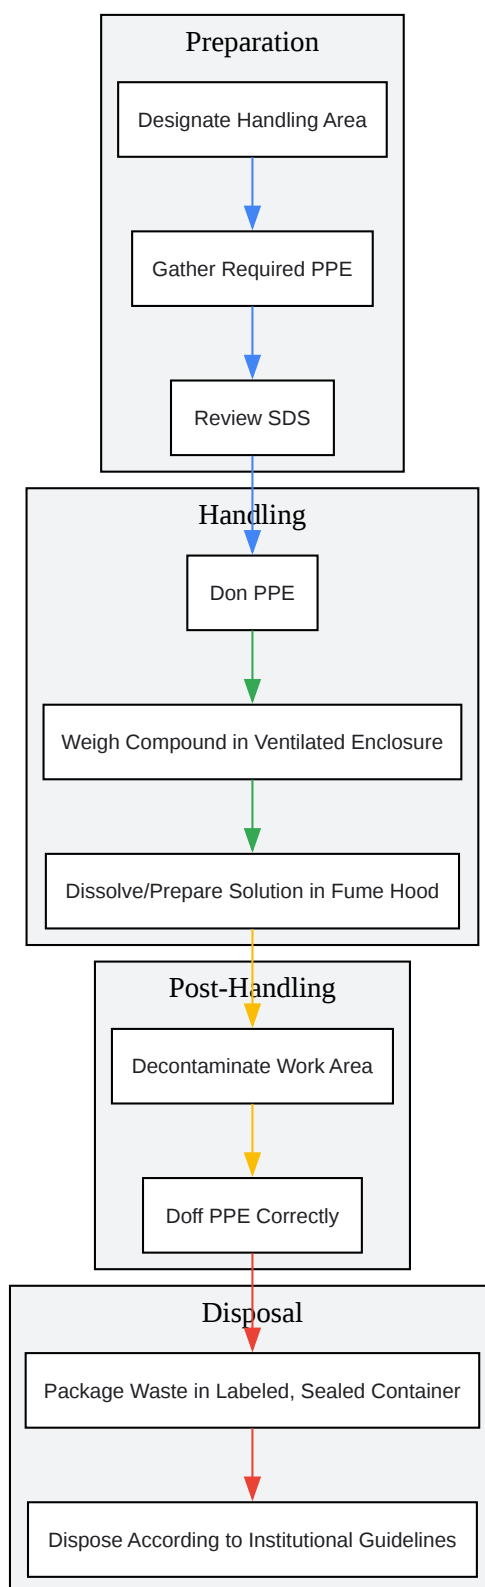 Preparation
Designate Handling Area
Gather Required PPE
Review SDS
Handling
Don PPE
Weigh Compound in Ventilated Enclosure
Dissolve/Prepare Solution in Fume Hood
Post-Handling
Decontaminate Work Area
Doff PPE Correctly
Disposal
Package Waste in Labeled, Sealed Container
Dispose According to Institutional Guidelines